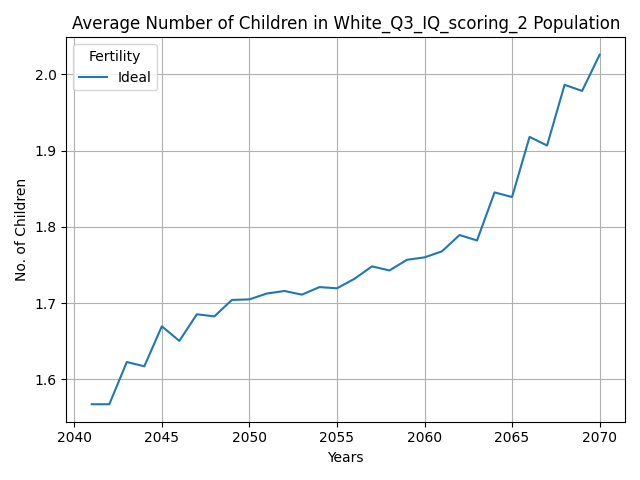 Average Number of Children in White_Q3_IQ_scoring_2 Population
Fertility
Ideal
No. of Children
2.0
1.9
1.8
1.7
1.6
2040 2045 2050 2055 2060 2065 2070
Years